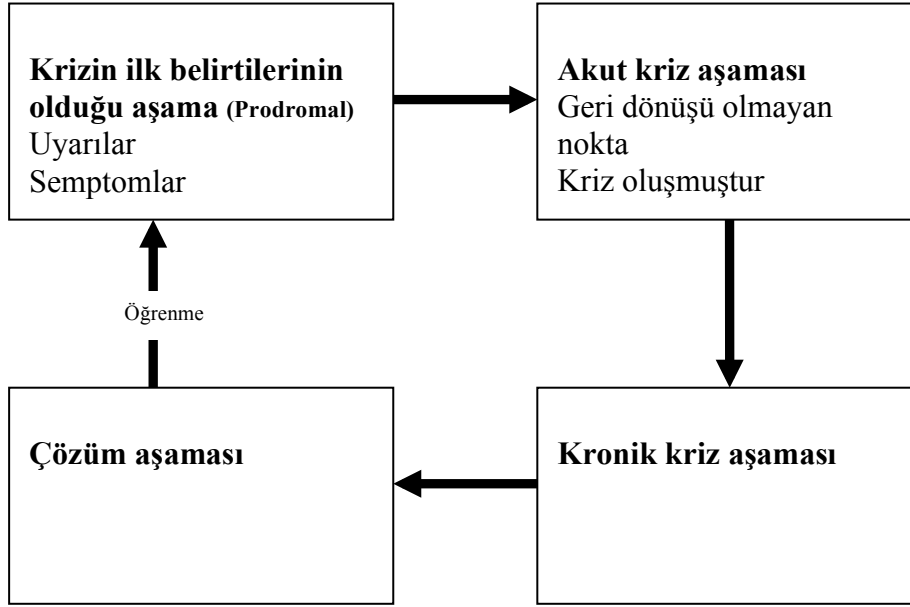 Krizin ilk belirtilerinin
olduğu aşama (Prodromal)
Uyarılar
Semptomlar
Akut kriz aşaması
Geri dönüşü olmayan
nokta
Kriz oluşmuştur
Öğrenme
Çözüm aşaması
Kronik kriz aşaması